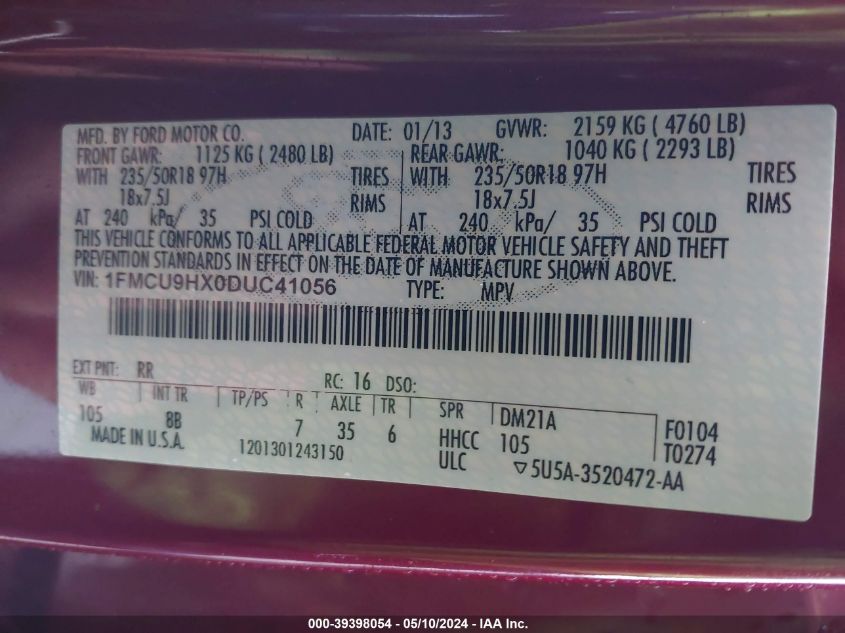 MFD. BY FORD MOTOR CO. DATE: 01/13 GVWR: 2159 KG ( 4760 LB)
FRONT GAWR: 1125 KG ( 2480 LB) REAR GAWR: 1040 KG ( 2293 LB)
WITH 235/50R18 97H TIRES WITH 235/50R18 97H TIRES
18x7.5J RIMS 18x7.5J RIMS
AT 240 kPa/ 35 PSI COLD AT 240 kPa/ 35 PSI COLD
THIS VEHICLE CONFORMS TO ALL APPLICABLE FEDERAL MOTOR VEHICLE SAFETY AND THEFT
PREVENTION STANDARDS IN EFFECT ON THE DATE OF MANUFACTURE SHOWN ABOVE.
VIN: 1FMCU9HX0DUC41056 TYPE: MPV
EXT PNT: RR RC: 16 DSO:
WB INT TR TP/PS R AXLE TR SPR DM21A F0104
105 8B 7 35 6 HHCC 105 T0274
MADE IN U.S.A. 1201301243150 ULC ▽5U5A-3520472-AA
000-39398054 - 05/10/2024 - IAAI.com, Inc.